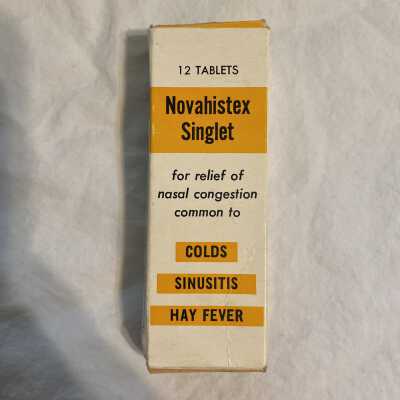 12 TABLETS
Novahistex
Singlet
for relief of
nasal congestion
common to
COLDS
SINUSITIS
HAY FEVER